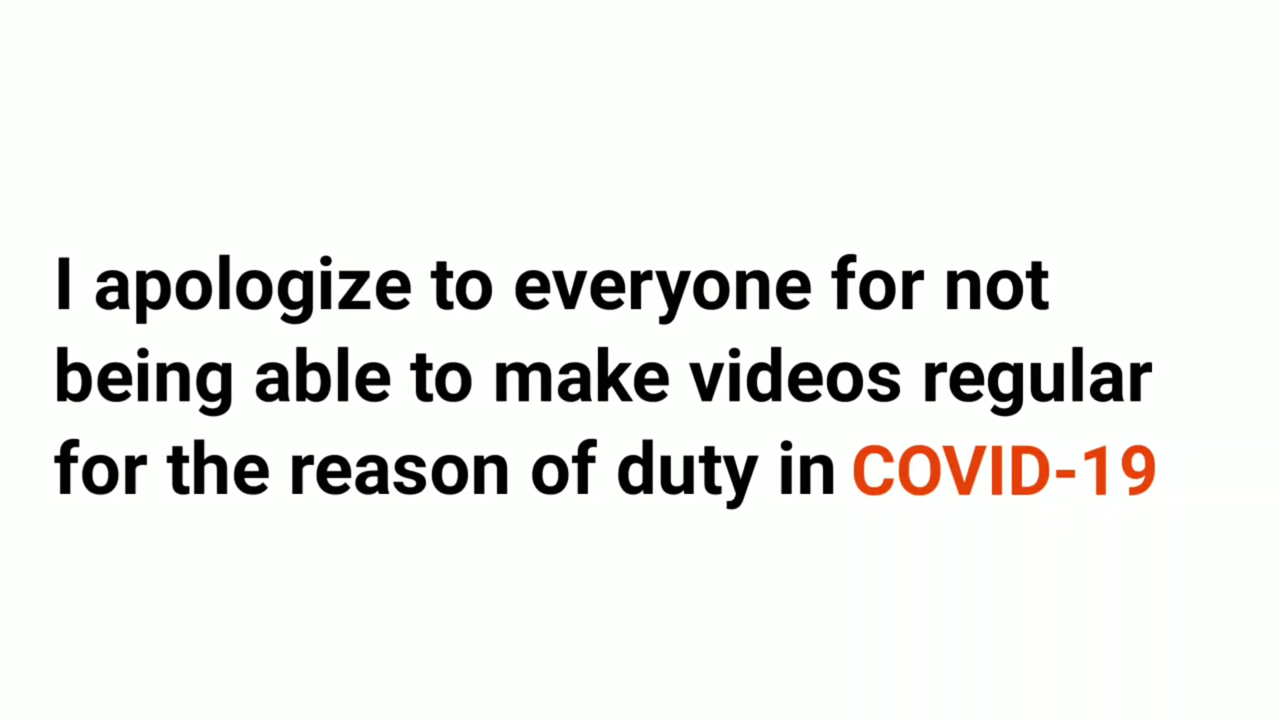 I apologize to everyone for not
being able to make videos regular
for the reason of duty in COVID-19